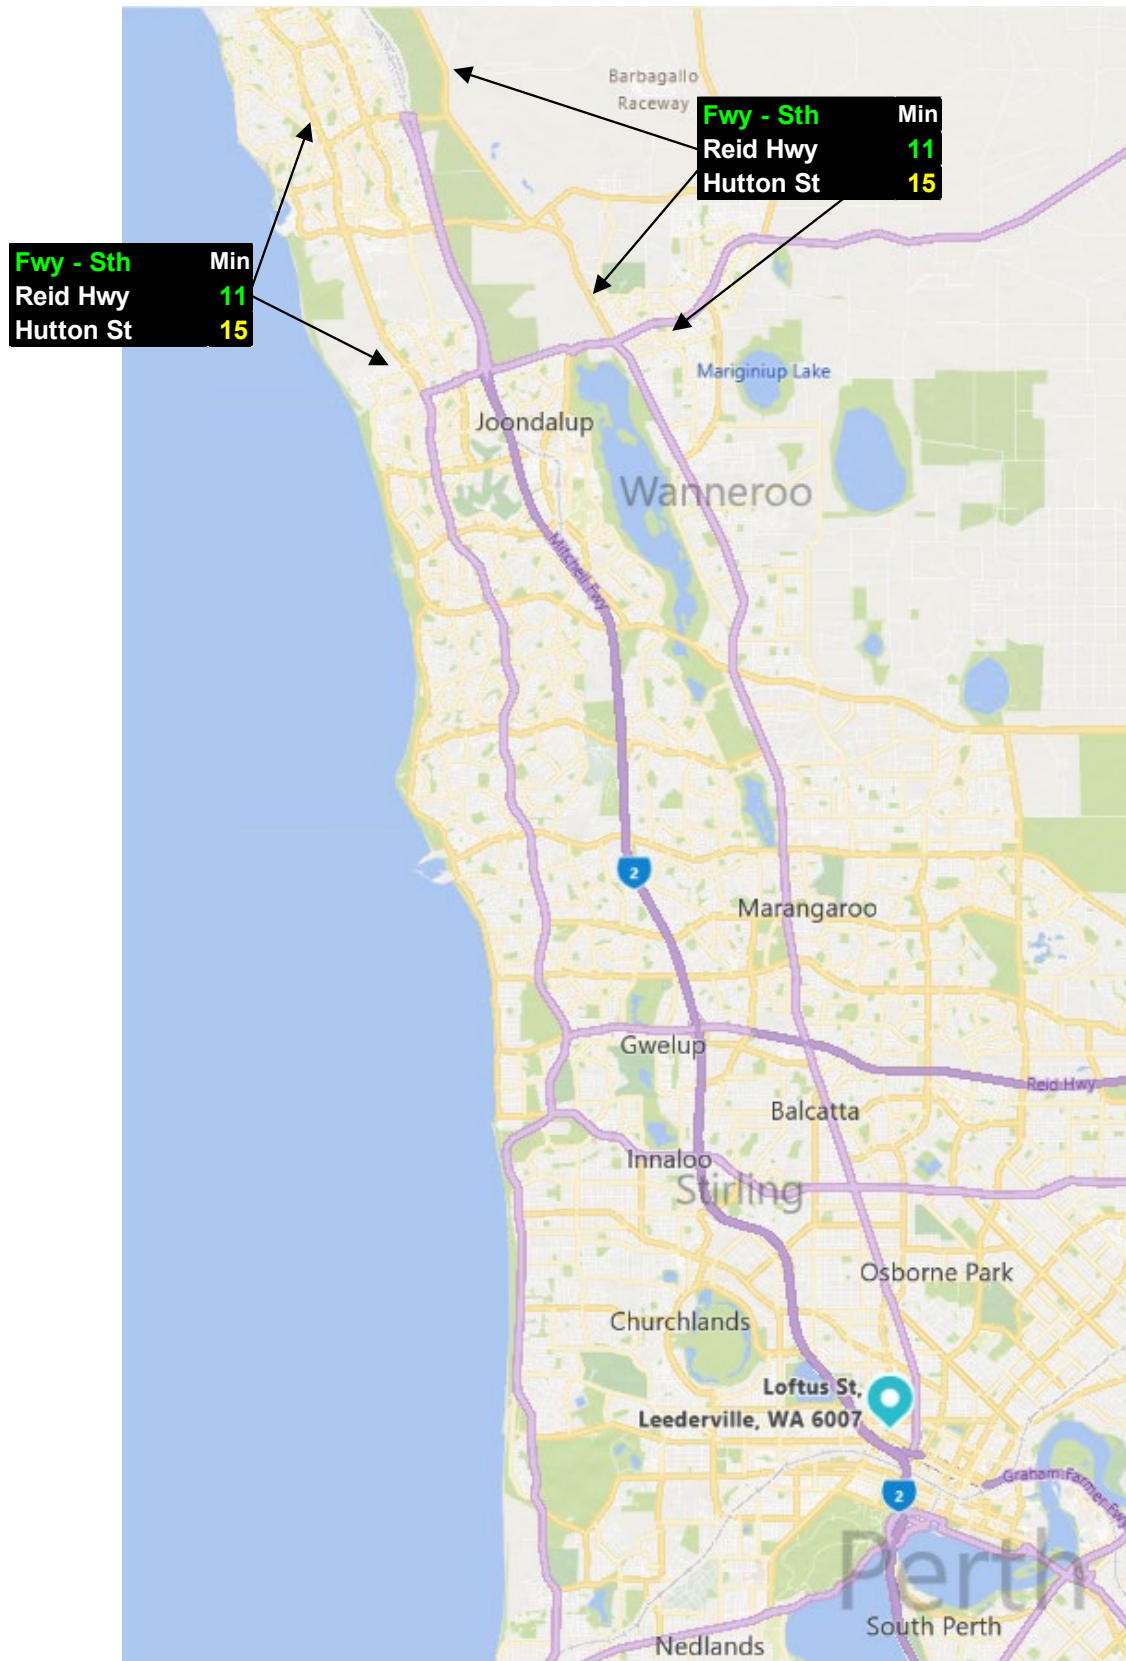 Barbagallo
Raceway
Fwy - Sth Min
Reid Hwy 11
Hutton St 15
Fwy - Sth Min
Reid Hwy 11
Hutton St 15
Mariginiup Lake
Joondalup
Wanneroo
Mitchell Fwy
2
Marangaroo
Gwelup
Reid Hwy
Balcatta
Innaloo
Stirling
Osborne Park
Churchlands
Loftus St,
Leederville, WA 6007
Graham Farmer Fwy
2
Perth
South Perth
Nedlands